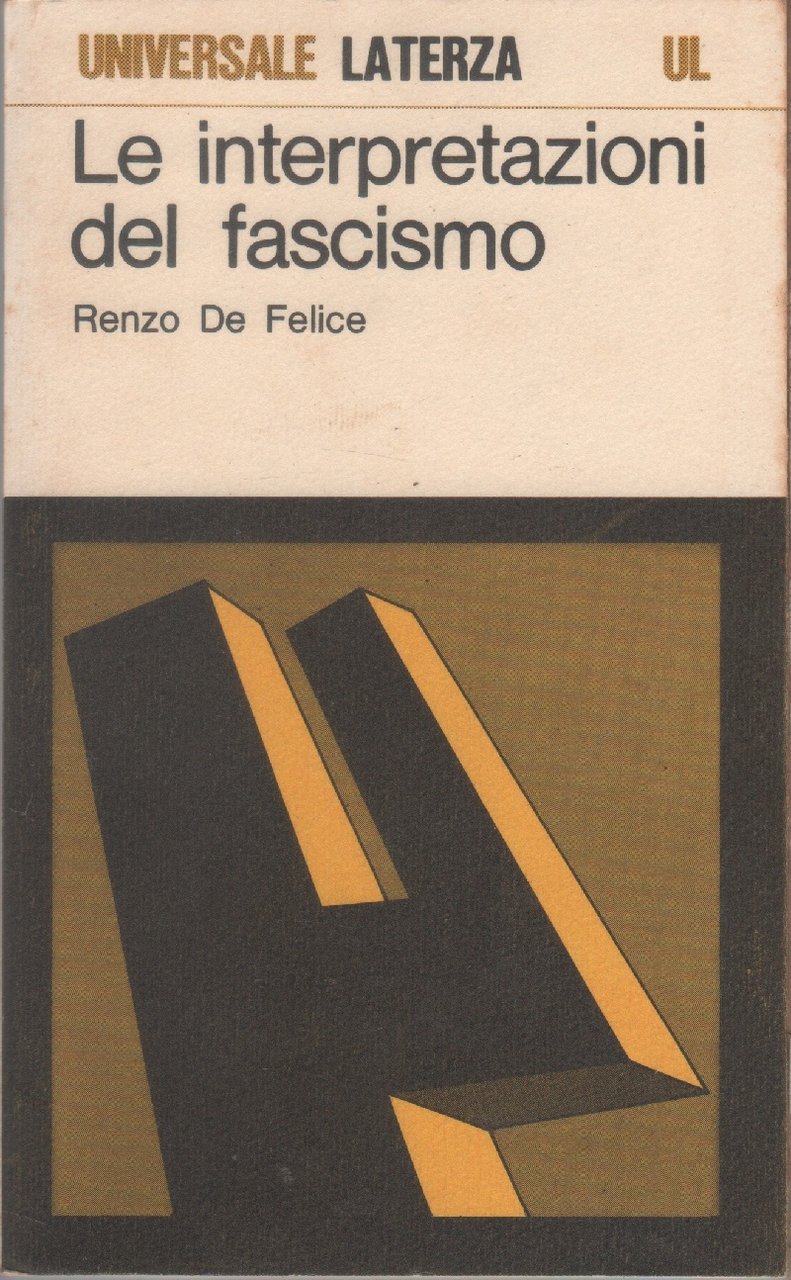 UNIVERSALE LATERZA UL
Le interpretazioni
del fascismo
Renzo De Felice